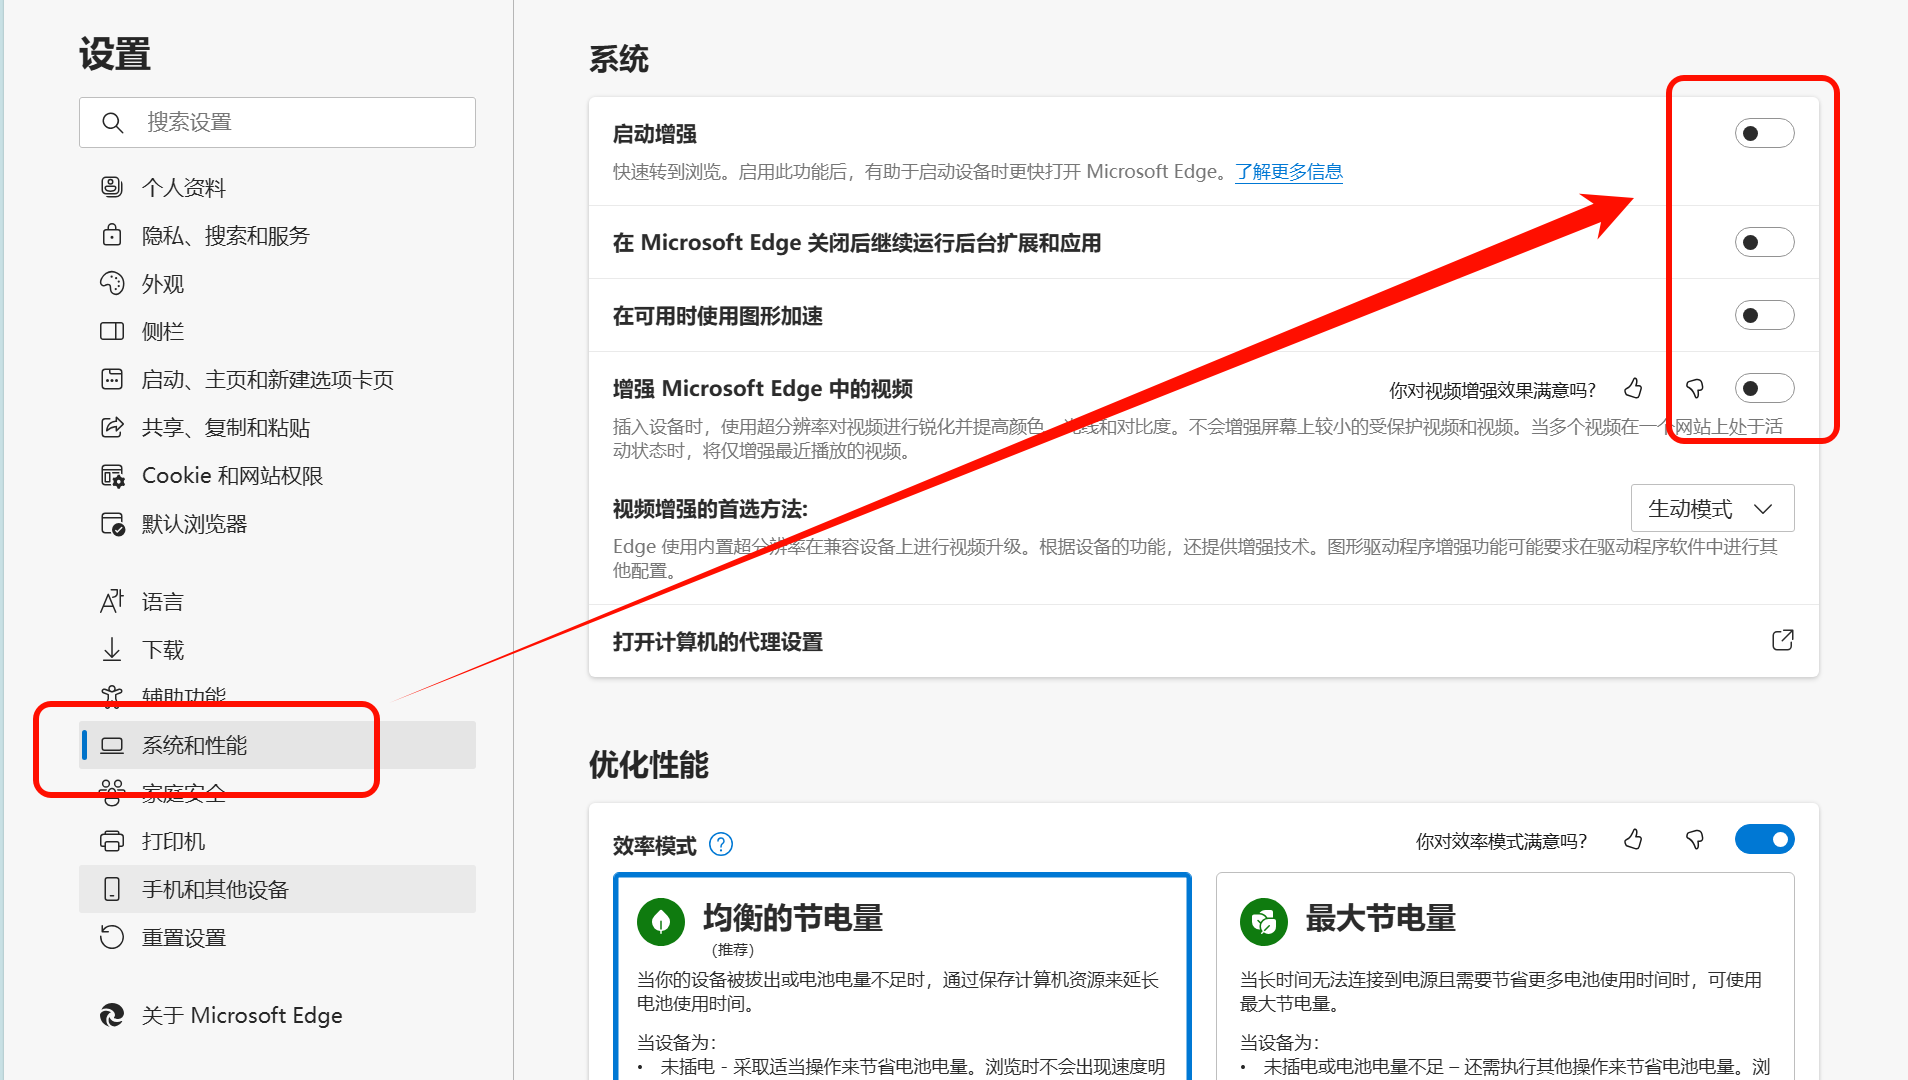 设置
搜索设置
个人资料
隐私、搜索和服务
外观
侧栏
启动、主页和新建选项卡页
共享、复制和粘贴
Cookie 和网站权限
默认浏览器
语言
下载
辅助功能
系统和性能
家庭安全
打印机
手机和其他设备
重置设置
关于 Microsoft Edge
系统
启动增强
快速转到浏览。启用此功能后，有助于启动设备时更快打开 Microsoft Edge。了解更多信息
在 Microsoft Edge 关闭后继续运行后台扩展和应用
在可用时使用图形加速
增强 Microsoft Edge 中的视频
你对视频增强效果满意吗?
插入设备时，使用超分辨率对视频进行锐化并提高颜色、光线和对比度。不会增强屏幕上较小的受保护视频和视频。当多个视频在一个网站上处于活
动状态时，将仅增强最近播放的视频。
视频增强的首选方法:
生动模式
Edge 使用内置超分辨率在兼容设备上进行视频升级。根据设备的功能，还提供增强技术。图形驱动程序增强功能可能要求在驱动程序软件中进行其
他配置。
打开计算机的代理设置
优化性能
效率模式
你对效率模式满意吗?
均衡的节电量
（推荐）
当你的设备被拔出或电池电量不足时，通过保存计算机资源来延长
电池使用时间。
当设备为:
• 未插电 - 采取适当操作来节省电池电量。浏览时不会出现速度明
最大节电量
当长时间无法连接到电源且需要节省更多电池使用时间时，可使用
最大节电量。
当设备为:
• 未插电或电池电量不足 – 还需执行其他操作来节省电池电量。浏